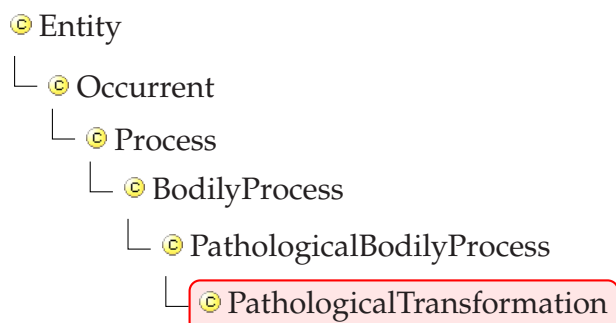 Entity
Occurrent
Process
BodilyProcess
PathologicalBodilyProcess
PathologicalTransformation